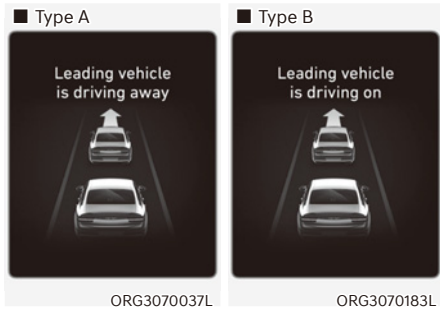 ■ Type A
Leading vehicle
is driving away
ORG3070037L
■ Type B
Leading vehicle
is driving on
ORG3070183L